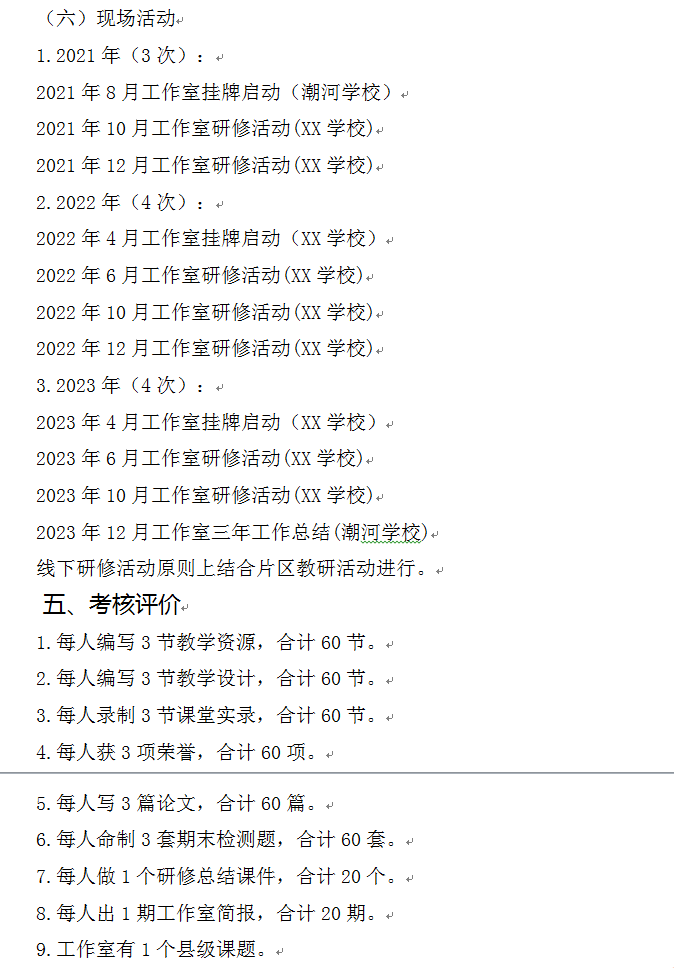 （六）现场活动
1.2021 年（3 次）：
2021 年 8 月工作室挂牌启动（潮河学校）
2021 年 10 月工作室研修活动(XX 学校)
2021 年 12 月工作室研修活动(XX 学校)
2.2022 年（4 次）：
2022 年 4 月工作室挂牌启动（XX 学校）
2022 年 6 月工作室研修活动(XX 学校)
2022 年 10 月工作室研修活动(XX 学校)
2022 年 12 月工作室研修活动(XX 学校)
3.2023 年（4 次）：
2023 年 4 月工作室挂牌启动（XX 学校）
2023 年 6 月工作室研修活动(XX 学校)
2023 年 10 月工作室研修活动(XX 学校)
2023 年 12 月工作室三年工作总结(潮河学校)
线下研修活动原则上结合片区教研活动进行。
五、考核评价
1.每人编写 3 节教学资源，合计 60 节。
2.每人编写 3 节教学设计，合计 60 节。
3.每人录制 3 节课堂实录，合计 60 节。
4.每人获 3 项荣誉，合计 60 项。
5.每人写 3 篇论文，合计 60 篇。
6.每人命制 3 套期末检测题，合计 60 套。
7.每人做 1 个研修总结课件，合计 20 个。
8.每人出 1 期工作室简报，合计 20 期。
9.工作室有 1 个县级课题。